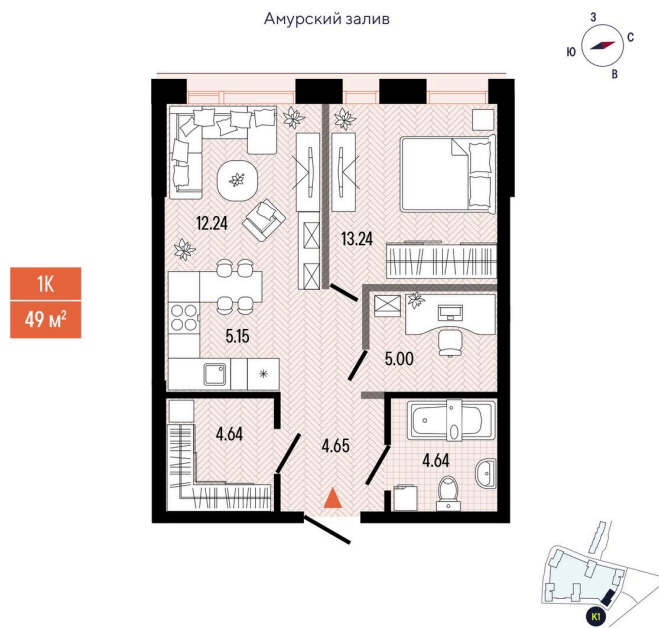 Амурский залив
З
С
Ю
В
12.24
13.24
1К
49 м²
5.15
5.00
4.64
4.65
4.64
К1